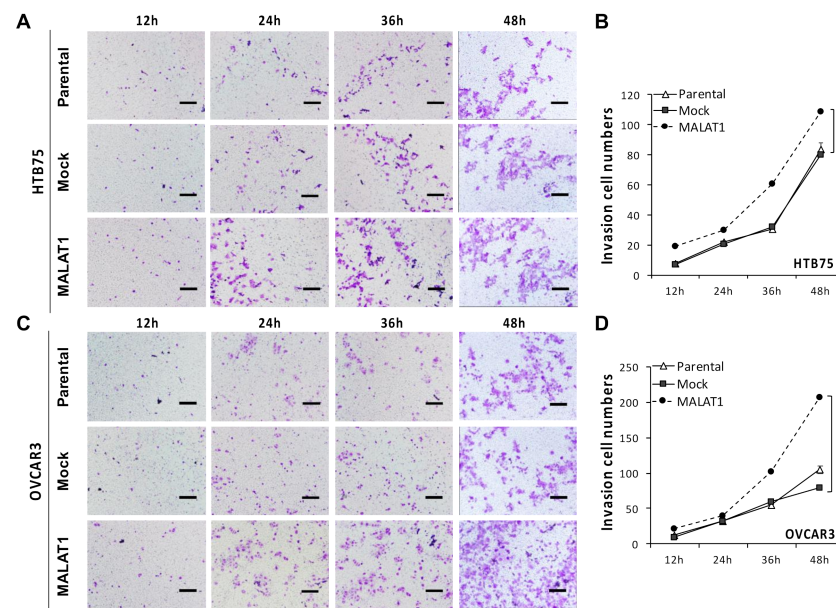 A
12h 24h 36h 48h
HTB75
Parental
Mock
MALAT1
B
Invasion cell numbers
120
100
80
60
40
20
0
Parental
Mock
MALAT1
HTB75
12h 24h 36h 48h
C
12h 24h 36h 48h
OVCAR3
Parental
Mock
MALAT1
D
Invasion cell numbers
250
200
150
100
50
0
Parental
Mock
MALAT1
OVCAR3
12h 24h 36h 48h